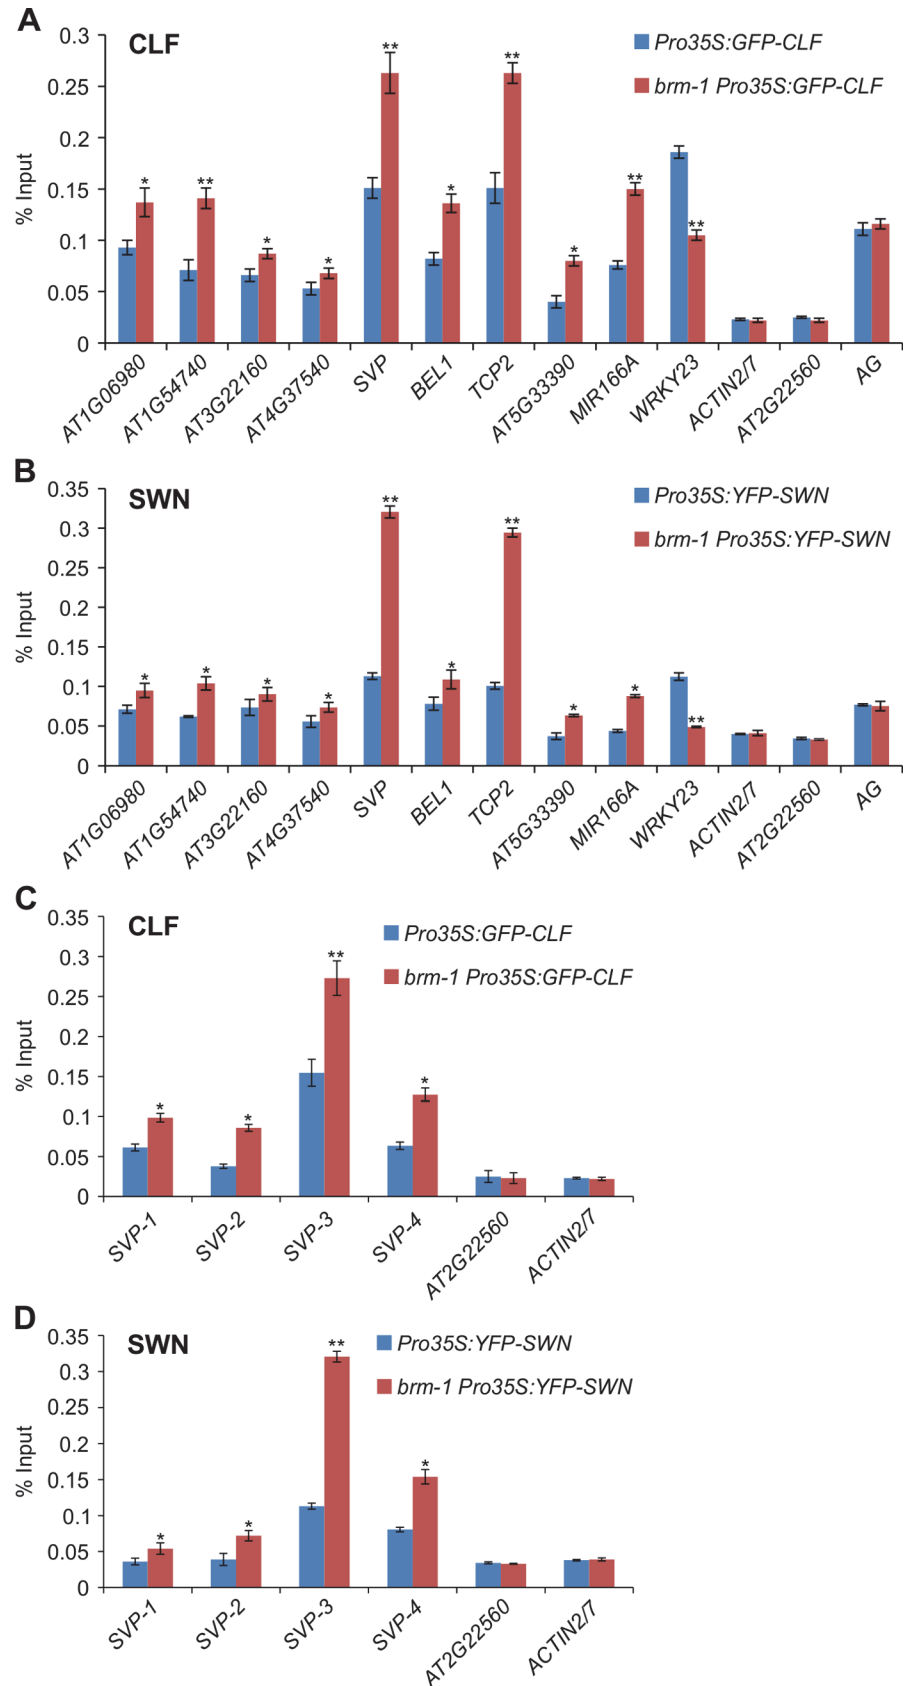 A
CLF
Pro35S:GFP-CLF
brm-1 Pro35S:GFP-CLF
% Input
0.3
0.25
0.2
0.15
0.1
0.05
0
* ** * * ** * ** * ** **
AT1G06980 AT1G54740 AT3G22160 AT4G37540 SVP BEL1 TCP2 AT5G33390 MIR166A WRKY23 ACTIN2/7 AT2G22560 AG
B
SWN
Pro35S:YFP-SWN
brm-1 Pro35S:YFP-SWN
% Input
0.35
0.3
0.25
0.2
0.15
0.1
0.05
0
* * * * ** * ** * * **
AT1G06980 AT1G54740 AT3G22160 AT4G37540 SVP BEL1 TCP2 AT5G33390 MIR166A WRKY23 ACTIN2/7 AT2G22560 AG
C
CLF
Pro35S:GFP-CLF
brm-1 Pro35S:GFP-CLF
% Input
0.35
0.3
0.25
0.2
0.15
0.1
0.05
0
* * ** *
SVP-1 SVP-2 SVP-3 SVP-4 AT2G22560 ACTIN2/7
D
SWN
Pro35S:YFP-SWN
brm-1 Pro35S:YFP-SWN
% Input
0.35
0.3
0.25
0.2
0.15
0.1
0.05
0
* * ** *
SVP-1 SVP-2 SVP-3 SVP-4 AT2G22560 ACTIN2/7